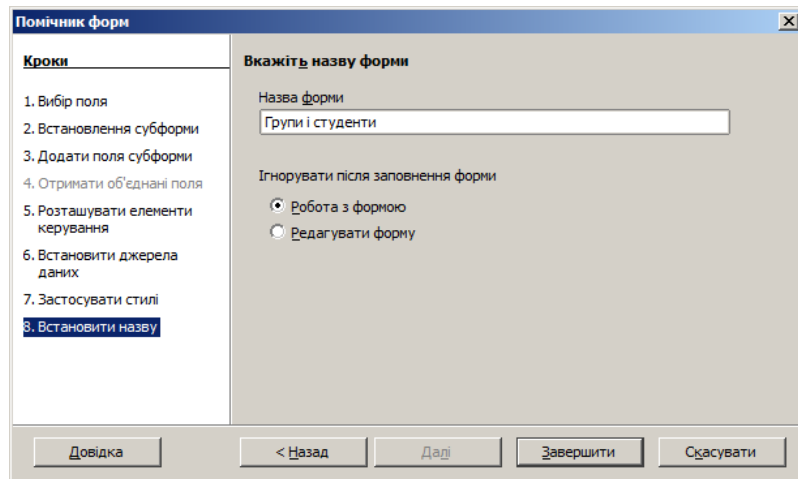 Помічник форм
Кроки
1. Вибір поля
2. Встановлення субформи
3. Додати поля субформи
4. Отримати об'єднані поля
5. Розташувати елементи
керування
6. Встановити джерела
даних
7. Застосувати стилі
8. Встановити назву
Вкажіть назву форми
Назва форми
Групи і студенти
Ігнорувати після заповнення форми
Робота з формою
Редагувати форму
Довідка
< Назад
Далі
Завершити
Скасувати